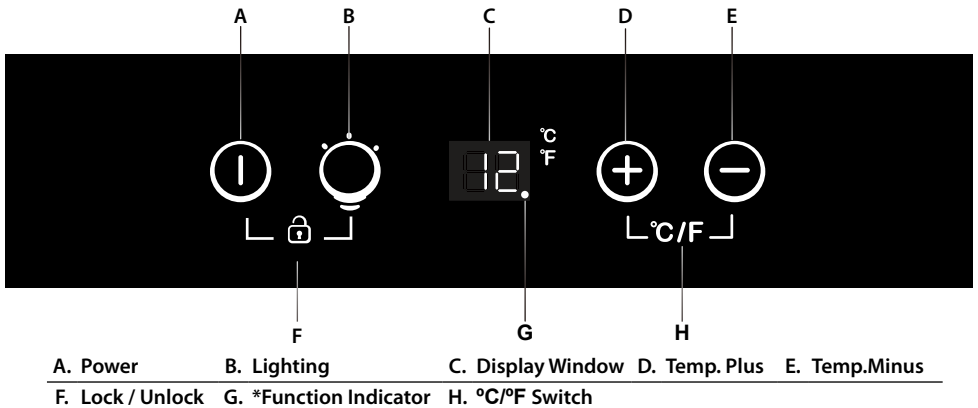 A B C D E
12 °C
°F
°C/F
F G H
A. Power B. Lighting C. Display Window D. Temp. Plus E. Temp.Minus
F. Lock / Unlock G. *Function Indicator H. ºC/ºF Switch